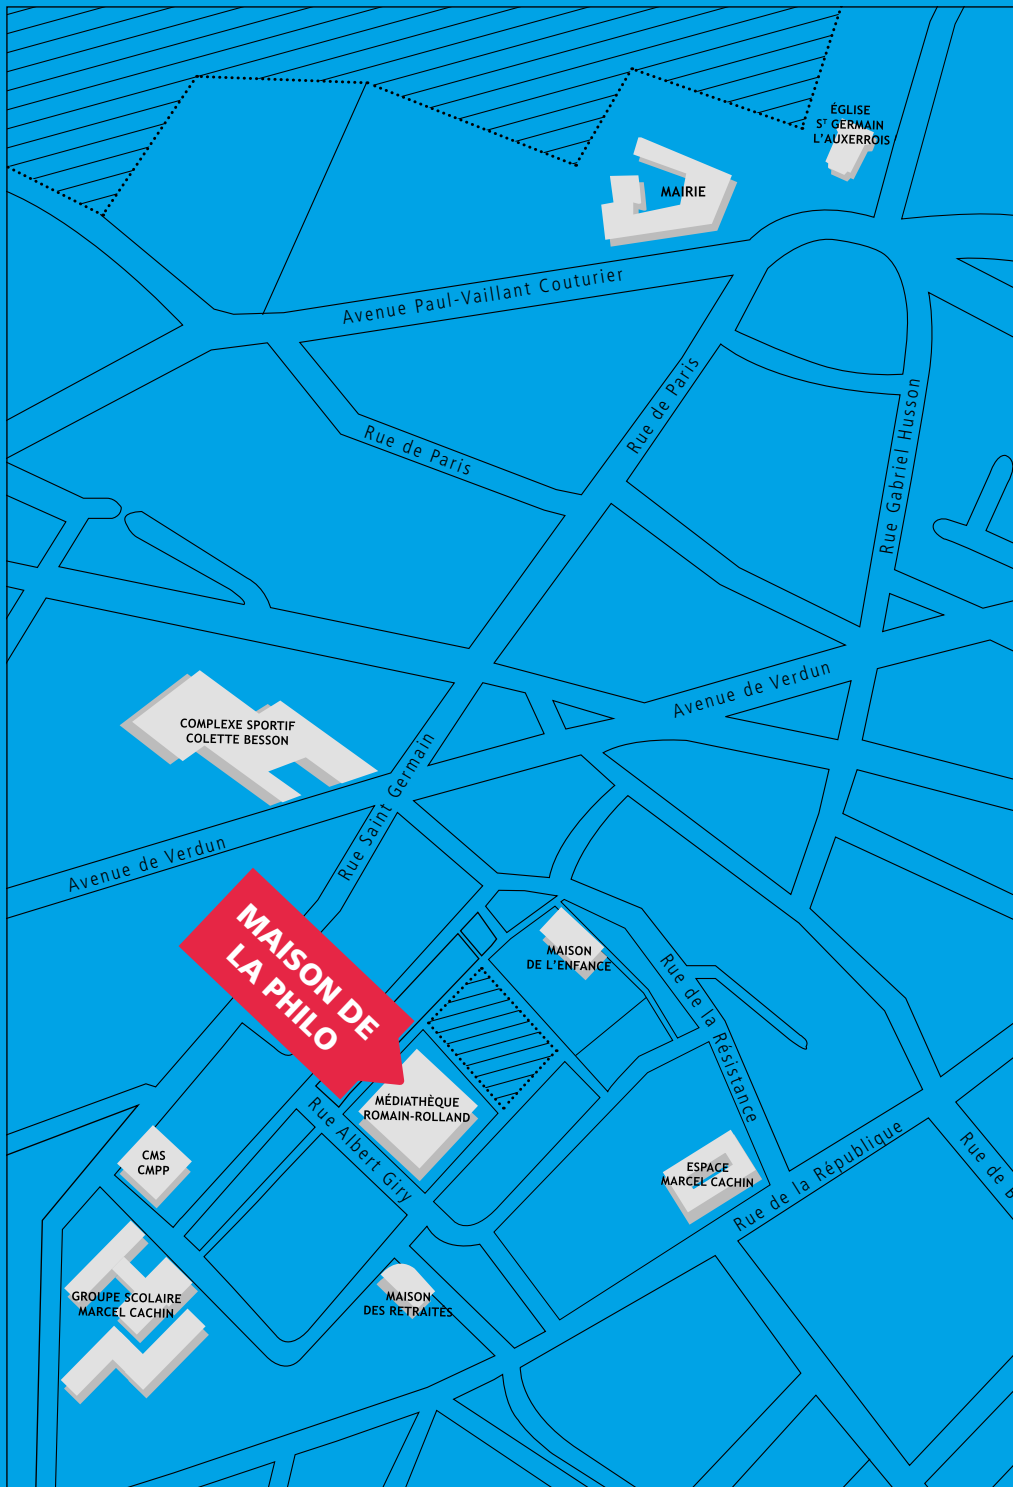 ÉGLISE
Sᵀ GERMAIN
L'AUXERROIS
MAIRIE
Avenue Paul-Vaillant Couturier
Rue de Paris
Rue de Paris
Rue Gabriel Husson
Avenue de Verdun
COMPLEXE SPORTIF
COLETTE BESSON
Rue Saint Germain
Avenue de Verdun
MAISON DE
LA PHILO
MAISON
DE L'ENFANCE
Rue de la Résistance
MÉDIATHÈQUE
ROMAIN-ROLLAND
Rue Albert Giry
CMS
CMPP
ESPACE
MARCEL CACHIN
Rue de la République
Rue de B
GROUPE SCOLAIRE
MARCEL CACHIN
MAISON
DES RETRAITÉS